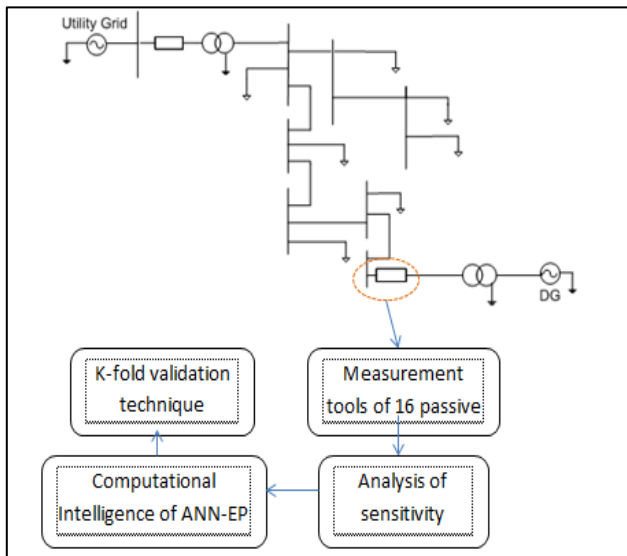 Utility Grid
DG
K-fold validation
technique
Measurement
tools of 16 passive
Computational
Intelligence of ANN-EP
Analysis of
sensitivity